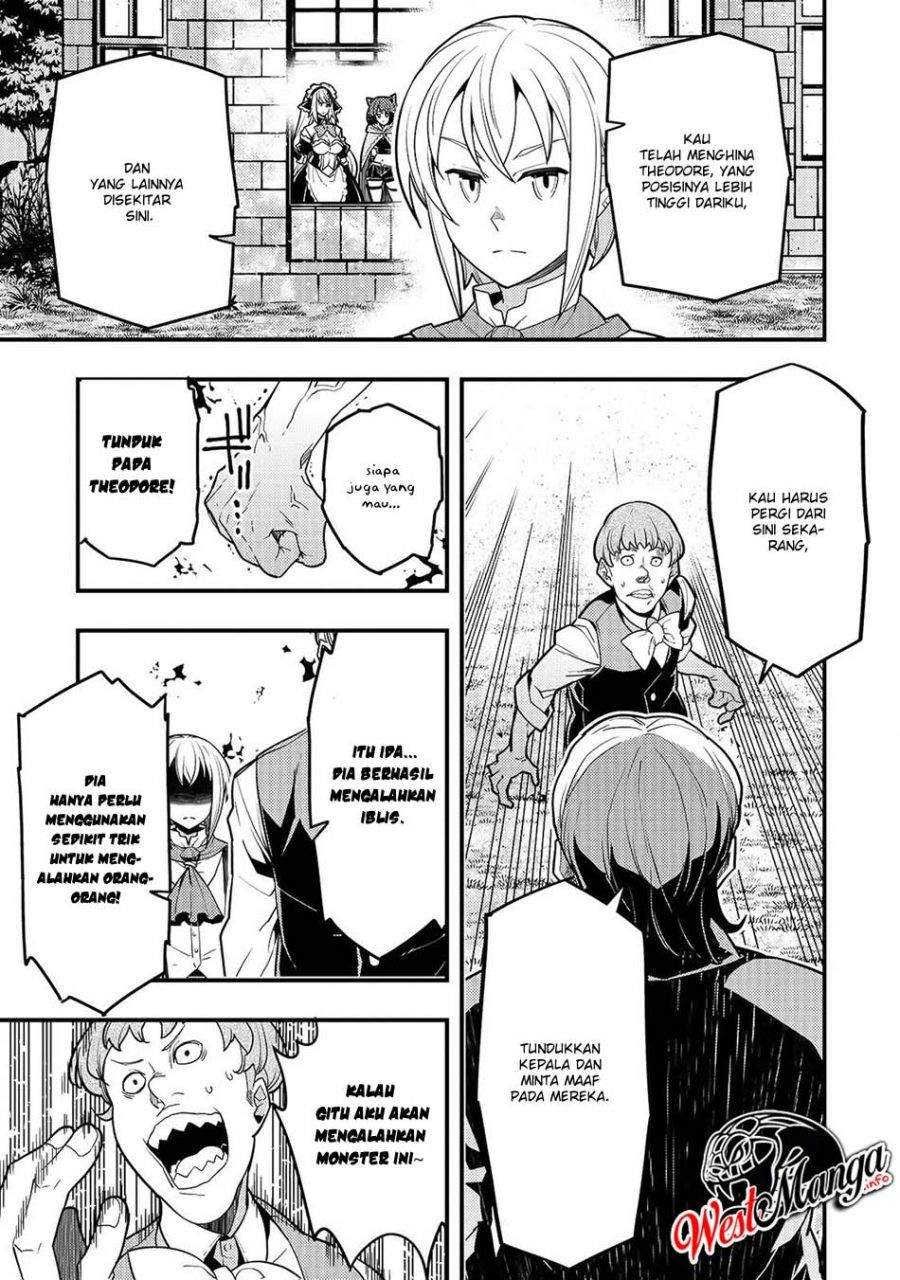 KAU
TELAH MENGHINA
THEODORE, YANG
POSISINYA LEBIH
TINGGI DARIKU,
DAN
YANG LAINNYA
DISEKITAR
SINI.
KAU HARUS
PERGI DARI
SINI SEKA-
RANG,
TUNDUKKAN
KEPALA DAN
MINTA MAAF
PADA MEREKA.
siapa
juga yang
mau...
TUNDUK
PADA
THEODORE!
ITU IDA...
DIA BERHASIL
MENGALAHKAN
IBLIS.
DIA
HANYA PERLU
MENGGUNAKAN
SEDIKIT TRIK
UNTUK MENG-
ALAHKAN ORANG-
ORANG!
KALAU
GITU AKU AKAN
MENGALAHKAN
MONSTER INI~
WestManga
.info